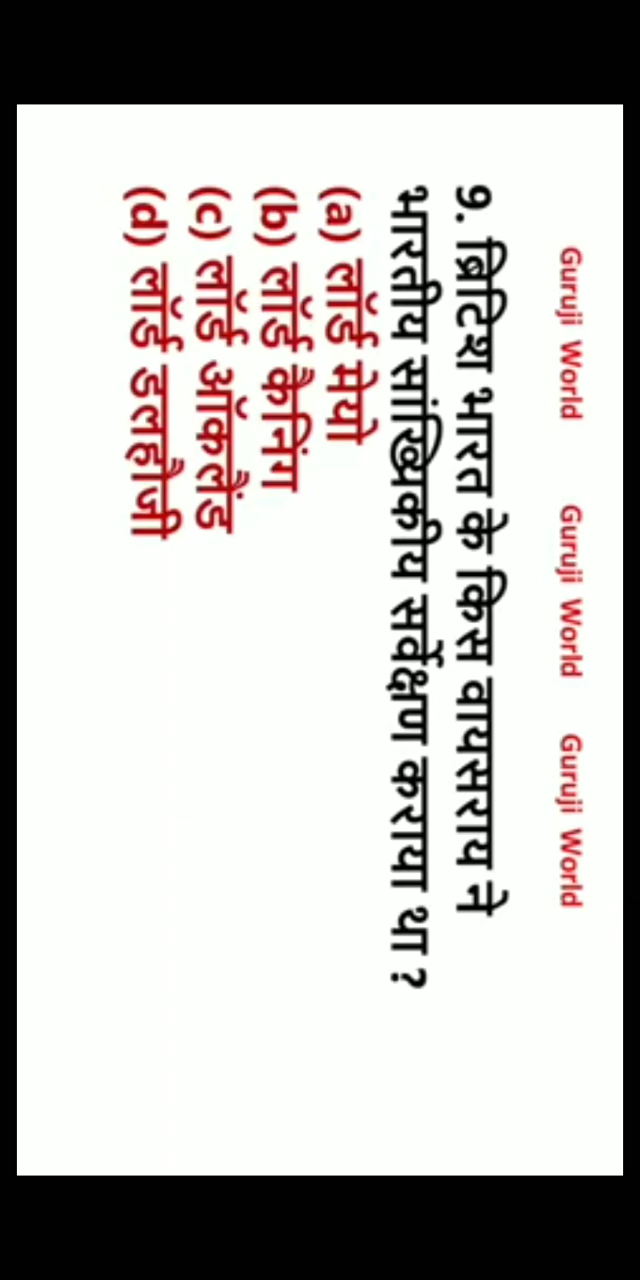 Guruji World Guruji World Guruji World
9. ब्रिटिश भारत के किस वायसराय ने
भारतीय सांख्यिकीय सर्वेक्षण कराया था ?
(a) लॉर्ड मेयो
(b) लॉर्ड कैनिंग
(c) लॉर्ड ऑकलैंड
(d) लॉर्ड डलहौजी